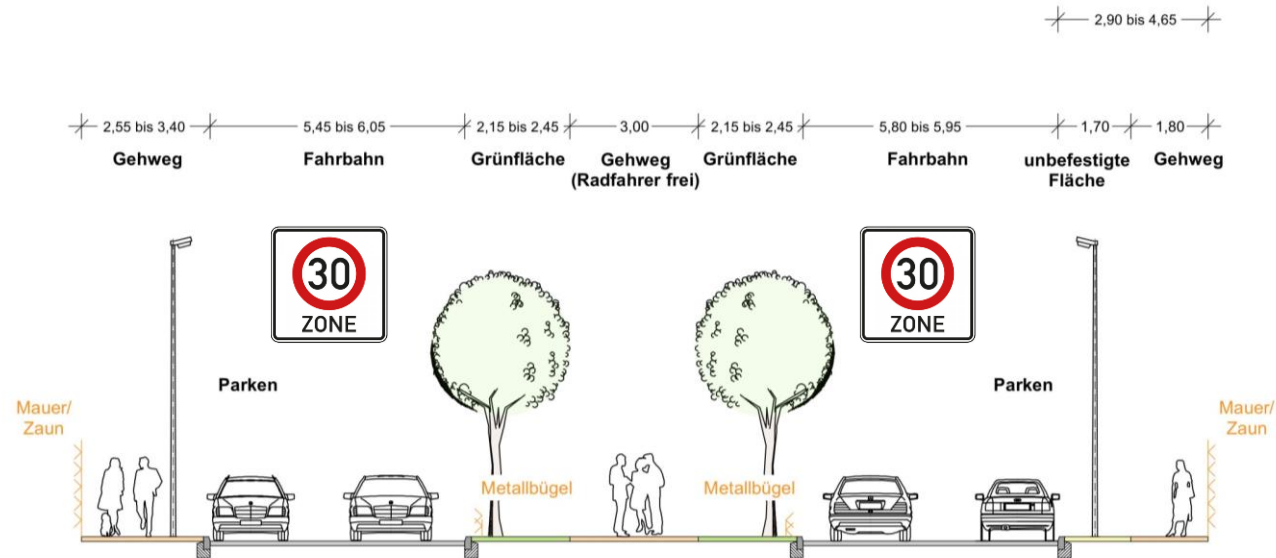 2,90 bis 4,65
2,55 bis 3,40
5,45 bis 6,05
2,15 bis 2,45
3,00
2,15 bis 2,45
5,80 bis 5,95
1,70
1,80
Gehweg
Fahrbahn
Grünfläche
Gehweg
(Radfahrer frei)
Grünfläche
Fahrbahn
unbefestigte
Fläche
Gehweg
30
ZONE
30
ZONE
Parken
Parken
Mauer/
Zaun
Mauer/
Zaun
Metallbügel
Metallbügel